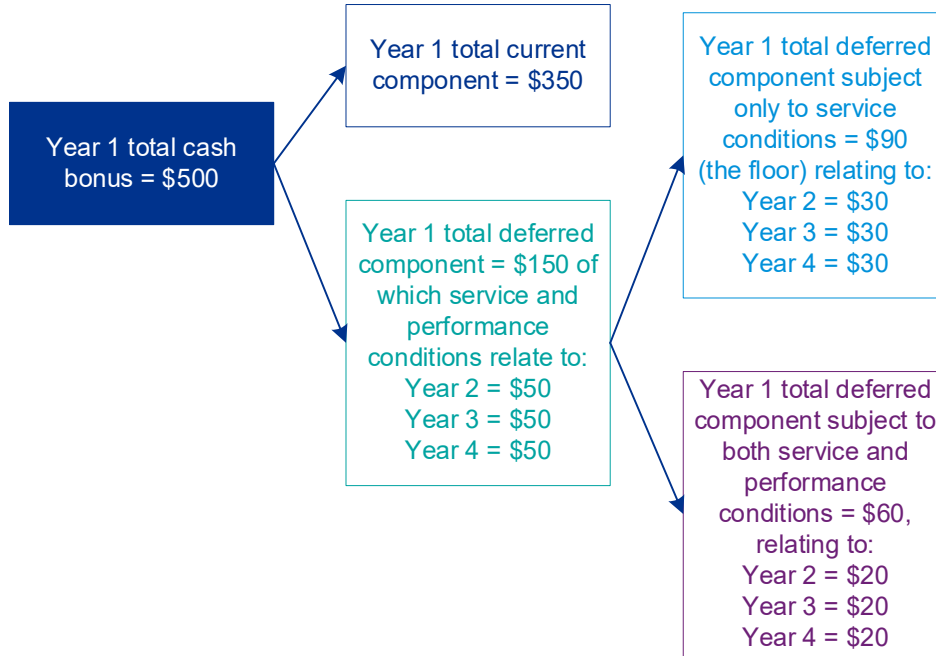 Year 1 total cash
bonus = $500
Year 1 total current
component = $350
Year 1 total deferred
component = $150 of
which service and
performance
conditions relate to:
Year 2 = $50
Year 3 = $50
Year 4 = $50
Year 1 total deferred
component subject
only to service
conditions = $90
(the floor) relating to:
Year 2 = $30
Year 3 = $30
Year 4 = $30
Year 1 total deferred
component subject to
both service and
performance
conditions = $60,
relating to:
Year 2 = $20
Year 3 = $20
Year 4 = $20